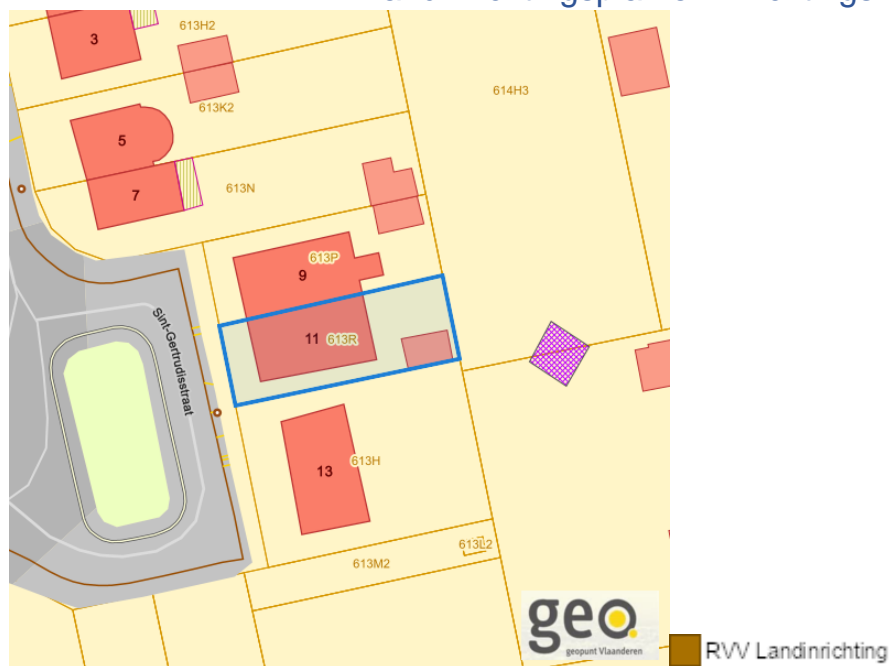 3
613H2
614H3
613K2
5
7
613N
613P
9
11
613R
Sint-Gertrudisstraat
13
613H
613L2
613M2
geo
geopunt Vlaanderen
RVV Landinrichting